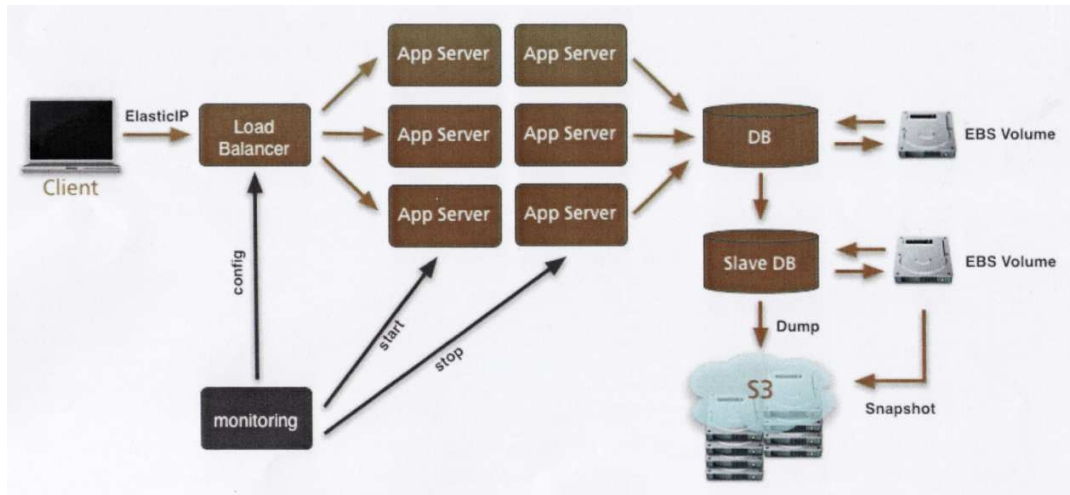 App Server
App Server
ElasticIP
Load
Balancer
App Server
App Server
DB
EBS Volume
Client
App Server
App Server
Slave DB
EBS Volume
config
start
stop
Dump
S3
monitoring
Snapshot